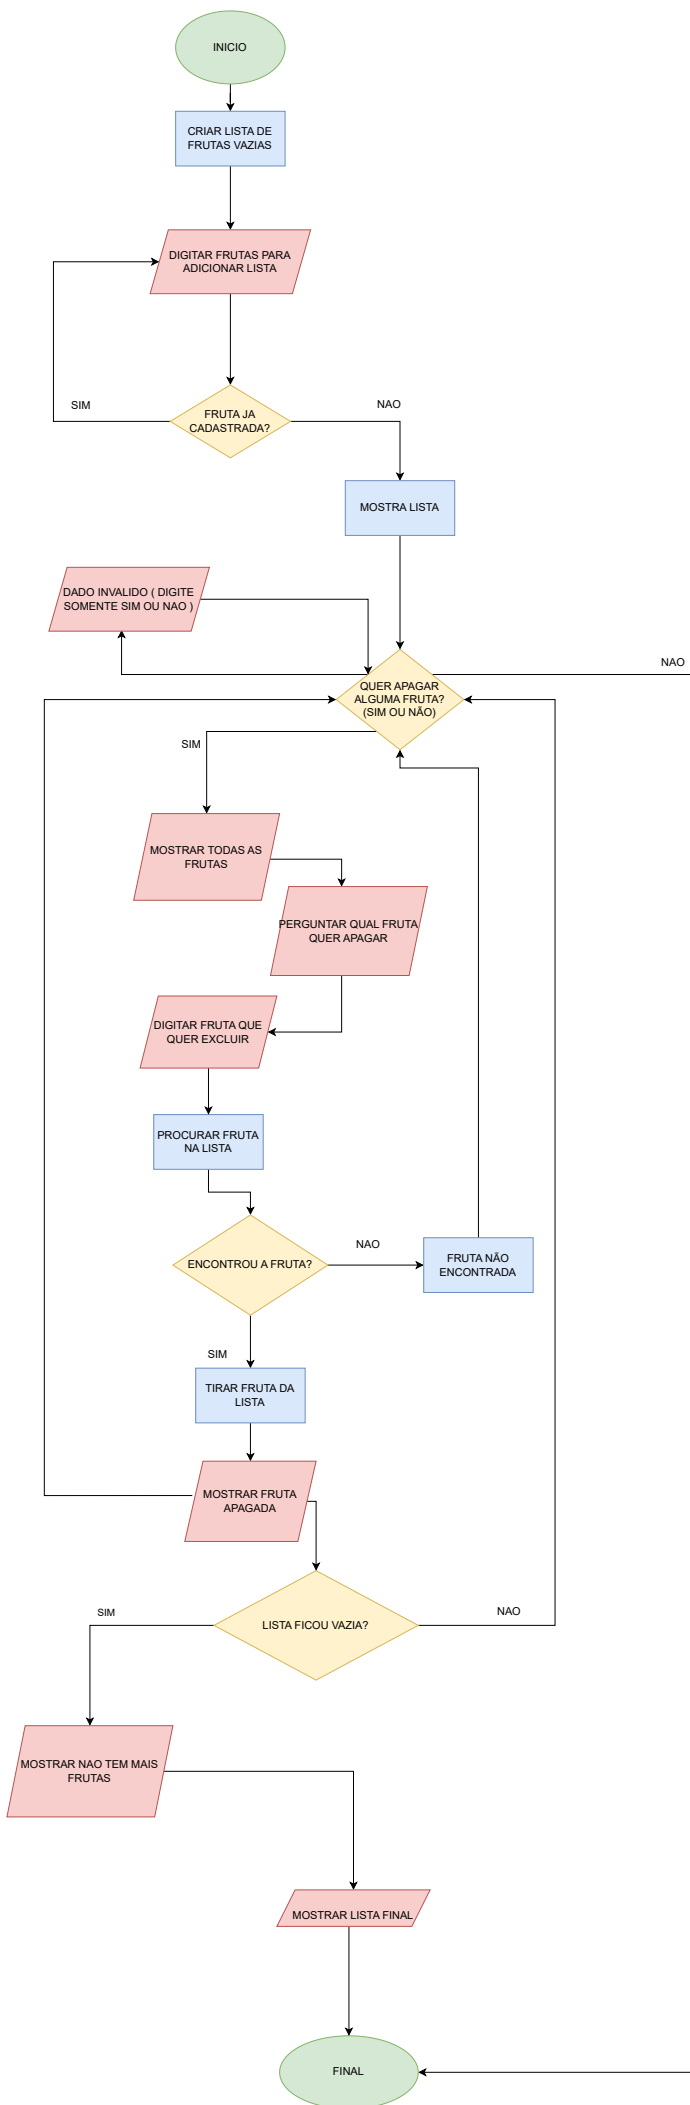 INICIO
CRIAR LISTA DE
FRUTAS VAZIAS
DIGITAR FRUTAS PARA
ADICIONAR LISTA
SIM
FRUTA JA
CADASTRADA?
NAO
MOSTRA LISTA
DADO INVALIDO ( DIGITE
SOMENTE SIM OU NAO )
NAO
QUER APAGAR
ALGUMA FRUTA?
(SIM OU NÃO)
SIM
MOSTRAR TODAS AS
FRUTAS
PERGUNTAR QUAL FRUTA
QUER APAGAR
DIGITAR FRUTA QUE
QUER EXCLUIR
PROCURAR FRUTA
NA LISTA
ENCONTROU A FRUTA?
NAO
FRUTA NÃO
ENCONTRADA
SIM
TIRAR FRUTA DA
LISTA
MOSTRAR FRUTA
APAGADA
SIM
LISTA FICOU VAZIA?
NAO
MOSTRAR NAO TEM MAIS
FRUTAS
MOSTRAR LISTA FINAL
FINAL